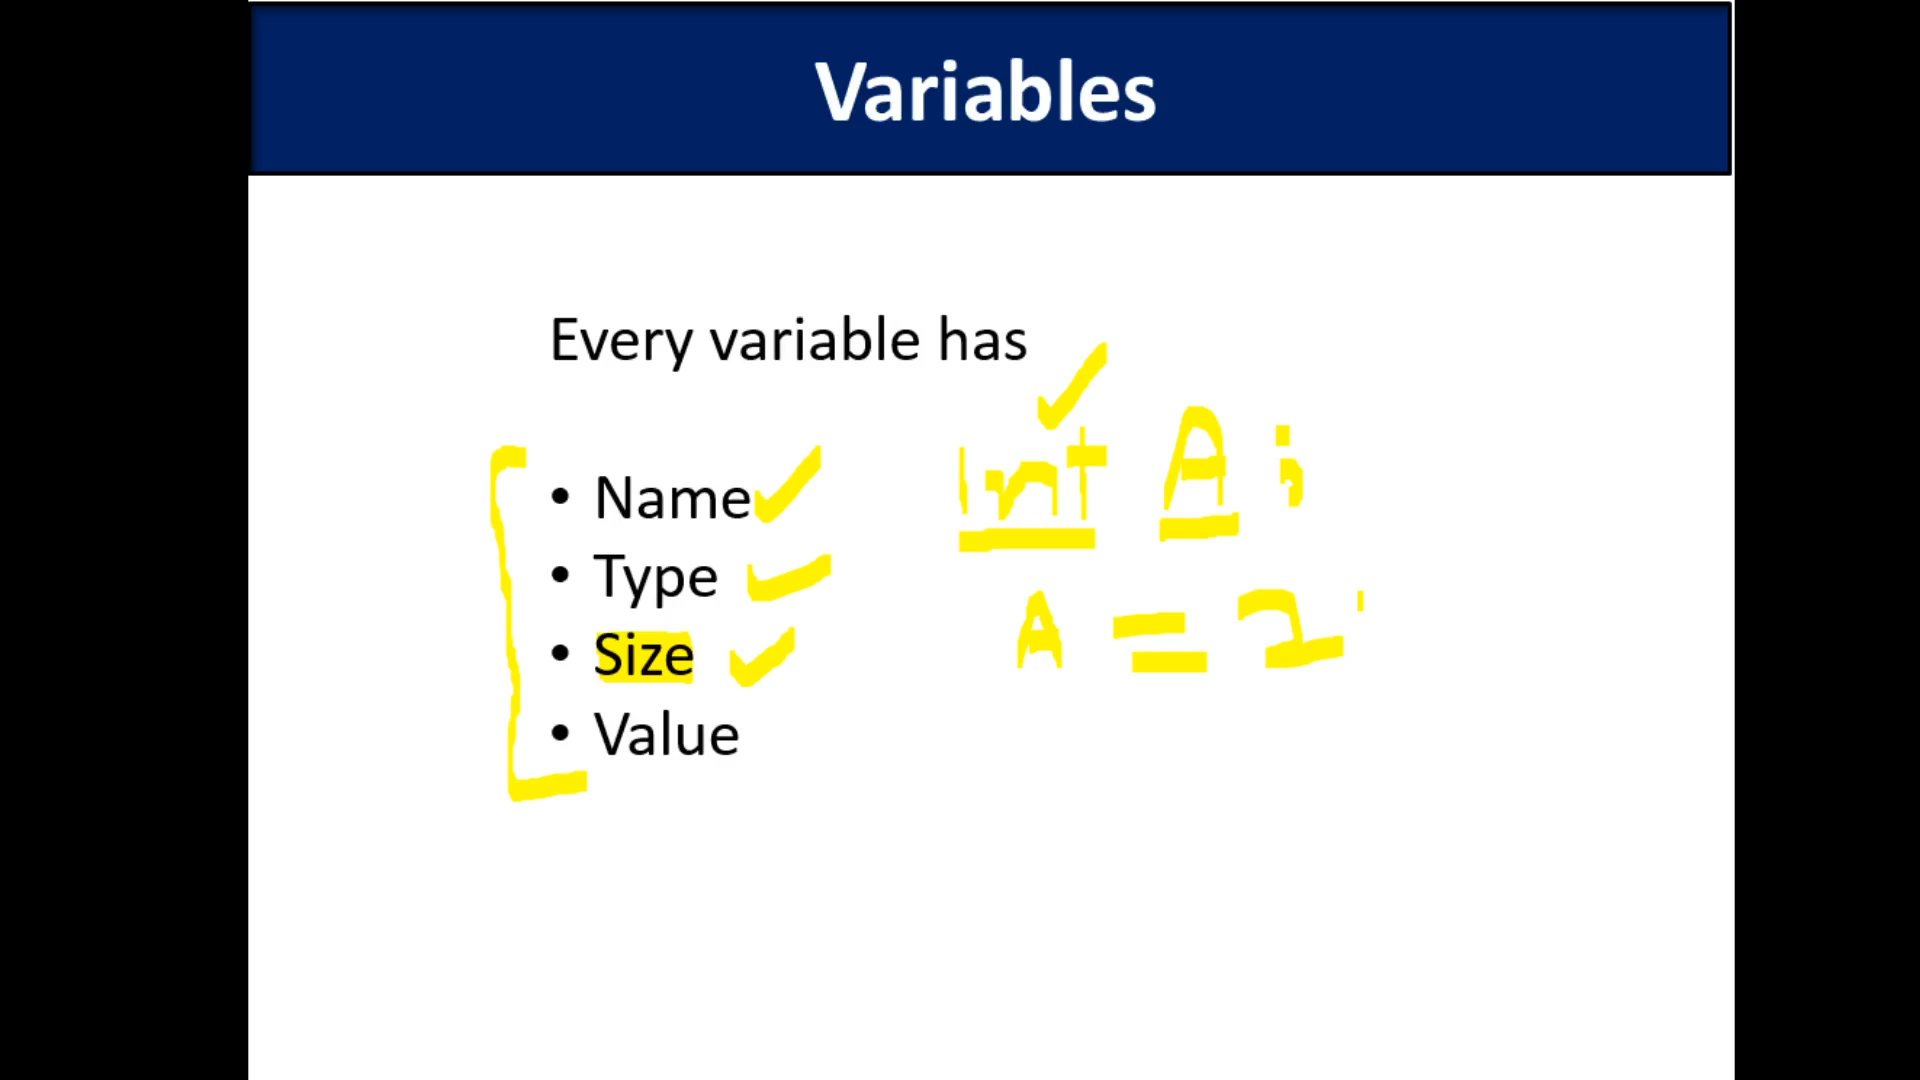 Variables
Every variable has
• Name
• Type
• Size
• Value
Int A ;
A = 2